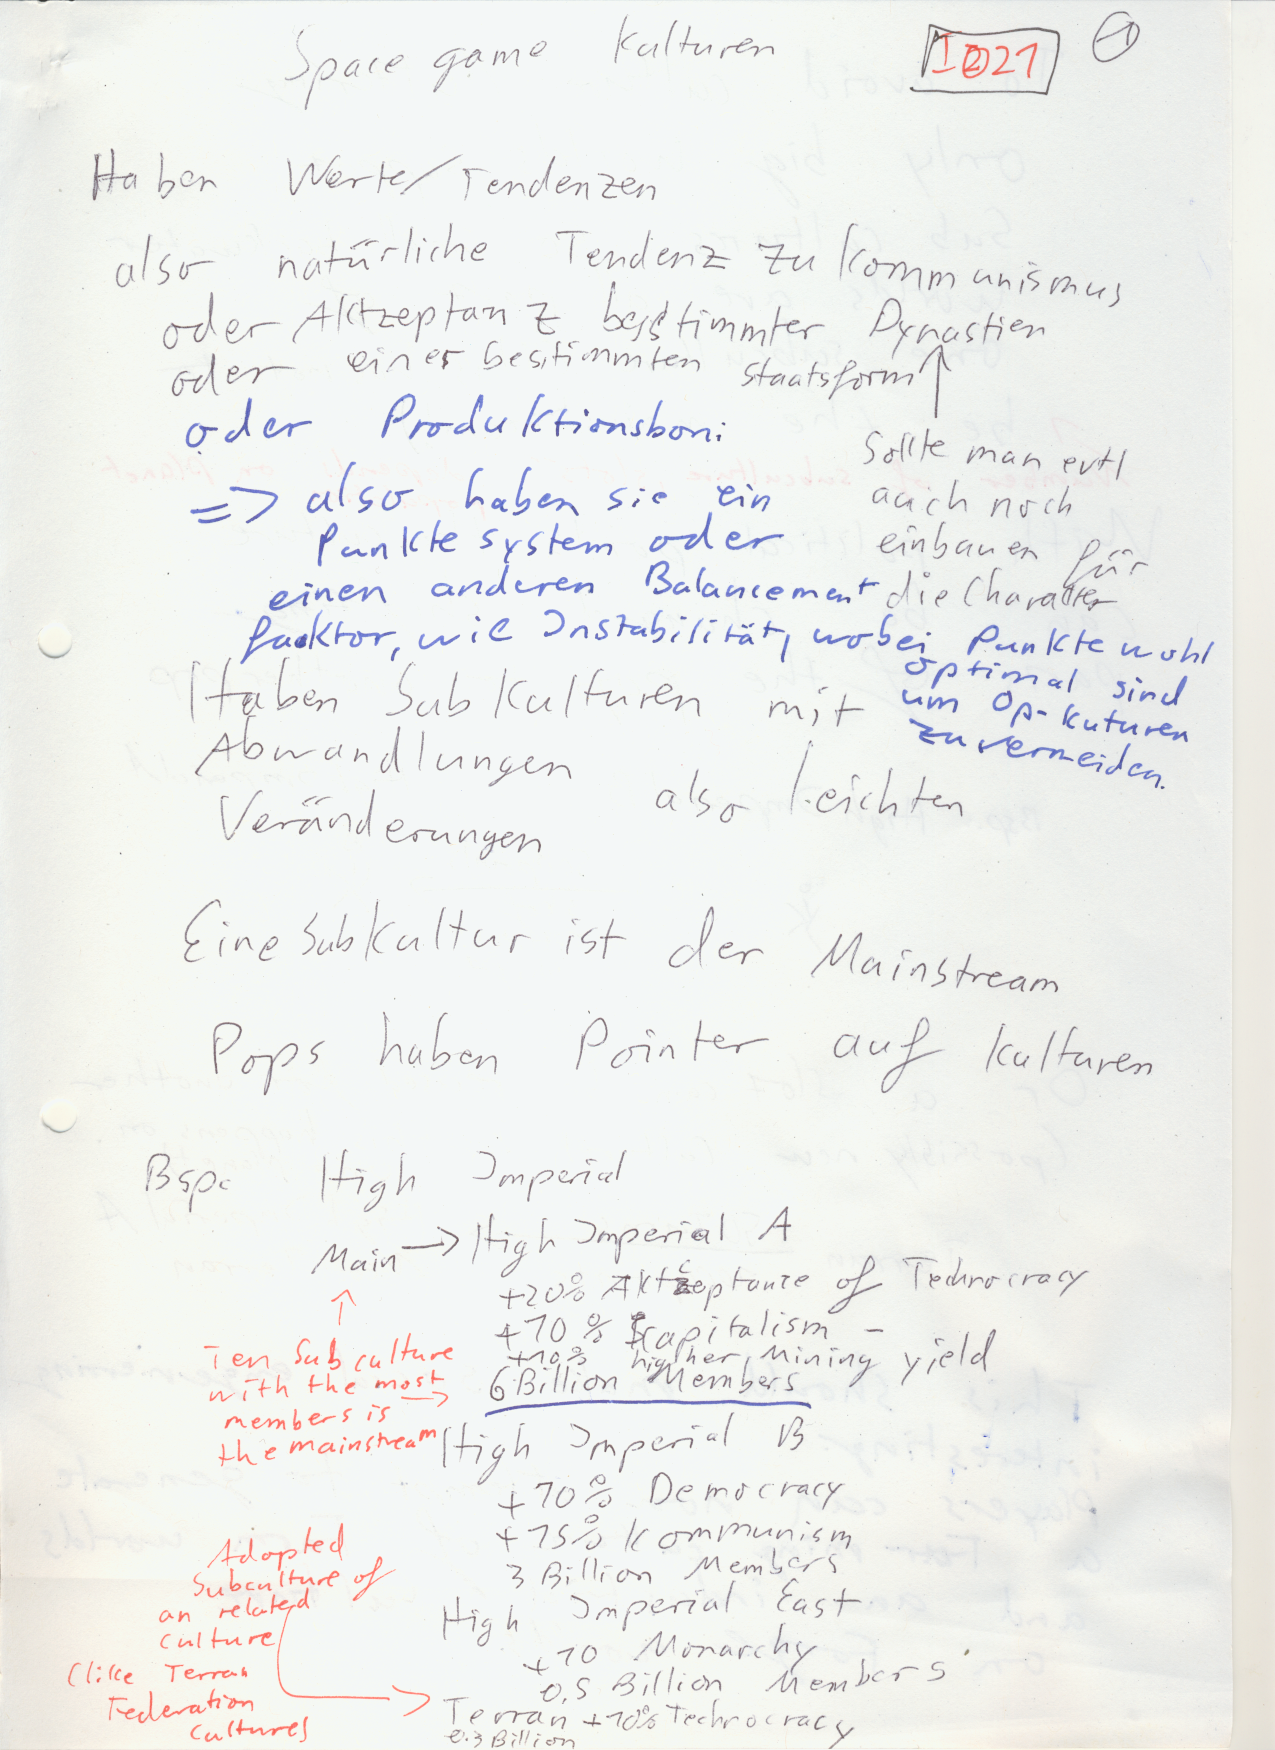 Space game Kulturen
I027
1
Haben Werte/Tendenzen
also natürliche Tendenz zu Kommunismus
oder Aktzeptanz bestimmter Dynastien
oder einer bestimmten Staatsform
oder Produktionsboni
Sollte man evtl
auch noch
einbauen für
die Charakter
=> also haben sie ein
Punkte system oder
einen anderen Balancement
facktor, wie Instabilität, wobei Punkte wohl
optimal sind
um Op-Kuturen
zu vermeiden.
Haben Subkulturen mit
Abwandlungen
also leichten
Veränderungen
Eine Subkultur ist der Mainstream
Pops haben Pointer auf Kulturen
Bsp. High Imperial
Main -> High Imperial A
+20% Aktceptance of Technocracy
+10% Capitalism -
+10% higher Mining yield
6 Billion Members
Ten Subculture
with the most ->
members is
the mainstream
High Imperial B
+10% Democracy
+15% Kommunism
3 Billion Members
High Imperial East
+10 Monarchy
0,5 Billion Members
Adopted
Subculture of
an related
culture
(like Terran
Federation
Cultures)
Terran +10% Technocracy
0.3 Billion